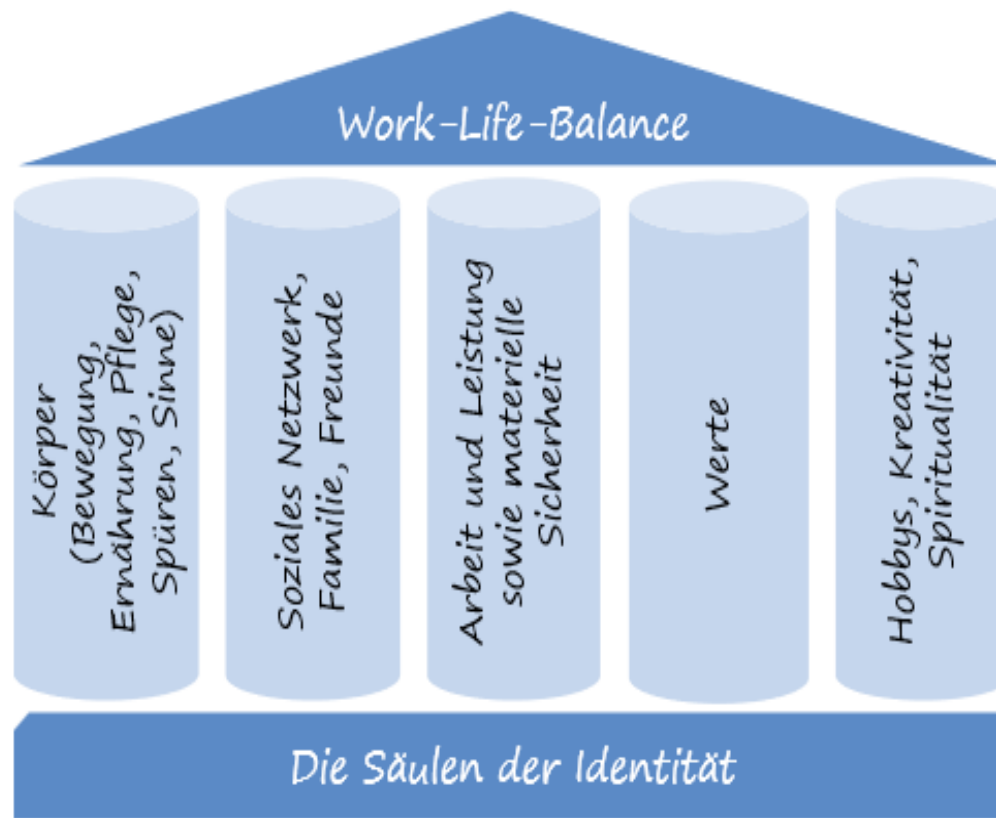 Work-Life-Balance
Körper
(Bewegung,
Ernährung, Pflege,
Spüren, Sinne)
Soziales Netzwerk,
Familie, Freunde
Arbeit und Leistung
sowie materielle
Sicherheit
Werte
Hobbys, Kreativität,
Spiritualität
Die Säulen der Identität